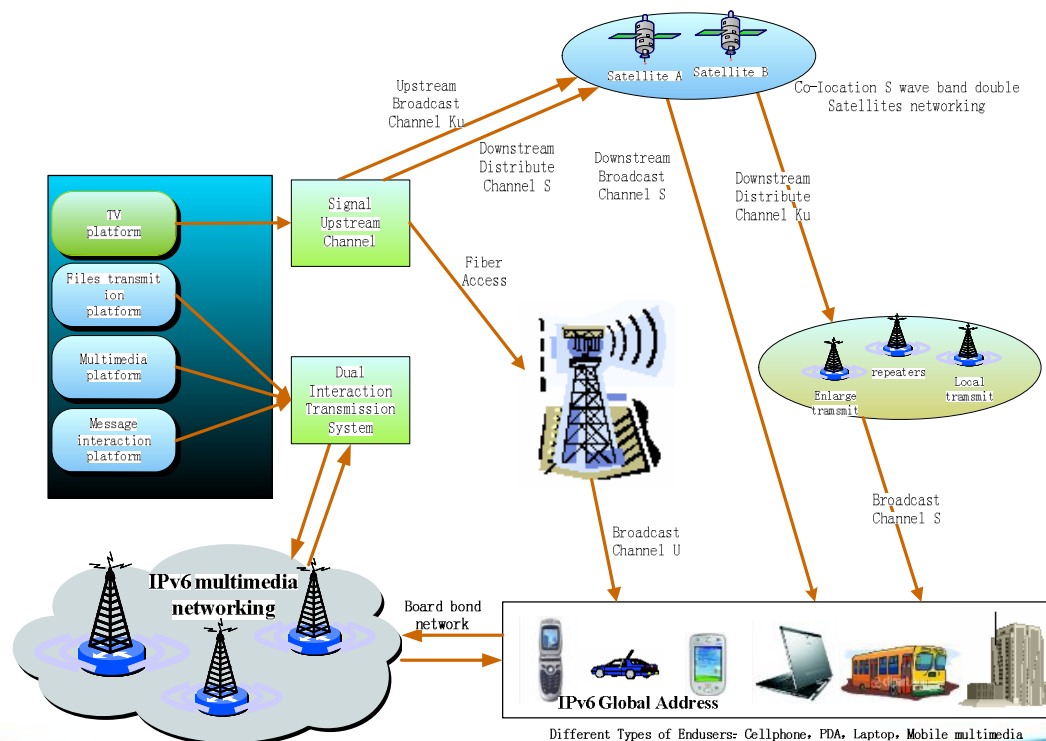 Satellite A
Satellite B
Upstream
Broadcast
Channel Ku
Co-location S wave band double
Satellites networking
Downstream
Distribute
Channel S
Downstream
Broadcast
Channel S
Downstream
Distribute
Channel Ku
TV
platform
Signal
Upstream
Channel
Files transmit
ion
platform
Fiber
Access
Multimedia
platform
Dual
Interaction
Transmission
System
Message
interaction
platform
repeaters
Enlarge
tramsmit
Local
tramsmit
Broadcast
Channel S
Broadcast
Channel U
IPv6 multimedia
networking
Board bond
network
IPv6 Global Address
Different Types of Endusers: Cellphone, PDA, Laptop, Mobile multimedia